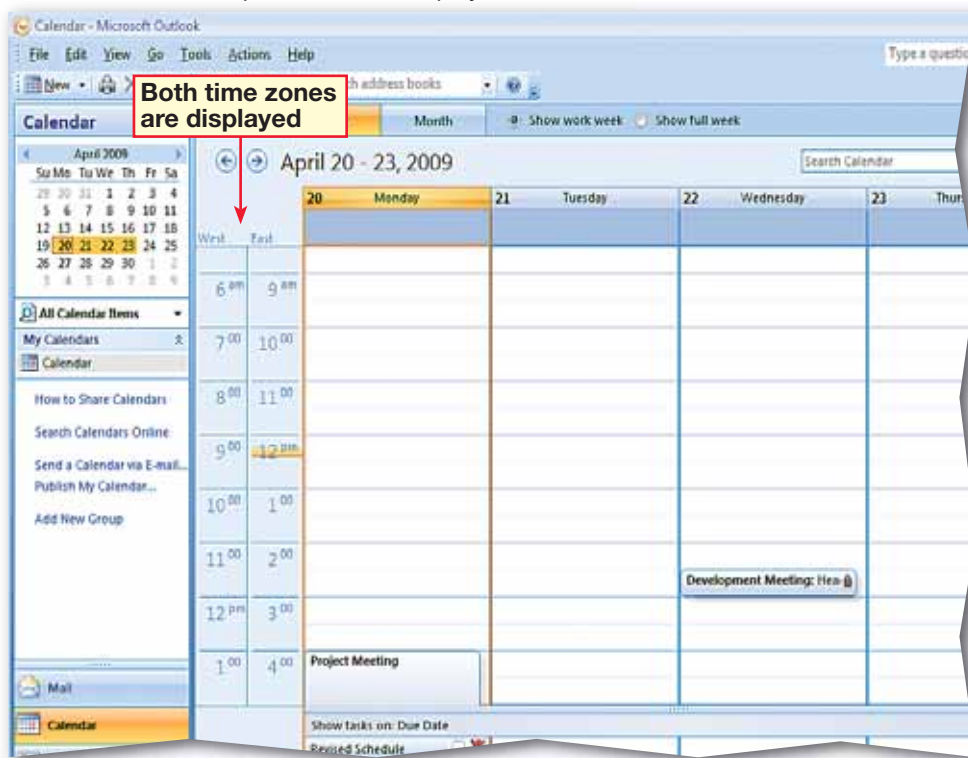 Calendar - Microsoft Outlook
File Edit View Go Tools Actions Help
Type a questio
New
Both time zones
are displayed
h address books
Calendar
Month
Show work week
Show full week
April 2009
Su Mo Tu We Th Fr Sa
29 30 31 1 2 3 4
5 6 7 8 9 10 11
12 13 14 15 16 17 18
19 20 21 22 23 24 25
26 27 28 29 30 1 2
3 4 5 6 7 8 9
April 20 - 23, 2009
Search Calendar
20 Monday
21 Tuesday
22 Wednesday
23 Thurs
West East
All Calendar Items
My Calendars
Calendar
How to Share Calendars
Search Calendars Online
Send a Calendar via E-mail...
Publish My Calendar...
Add New Group
6 am 9 am
7 00 10 00
8 00 11 00
9 00 12 pm
10 00 1 00
11 00 2 00
12 pm 3 00
1 00 4 00
Development Meeting: Hea
Project Meeting
Mail
Calendar
Show tasks on: Due Date
Revised Schedule